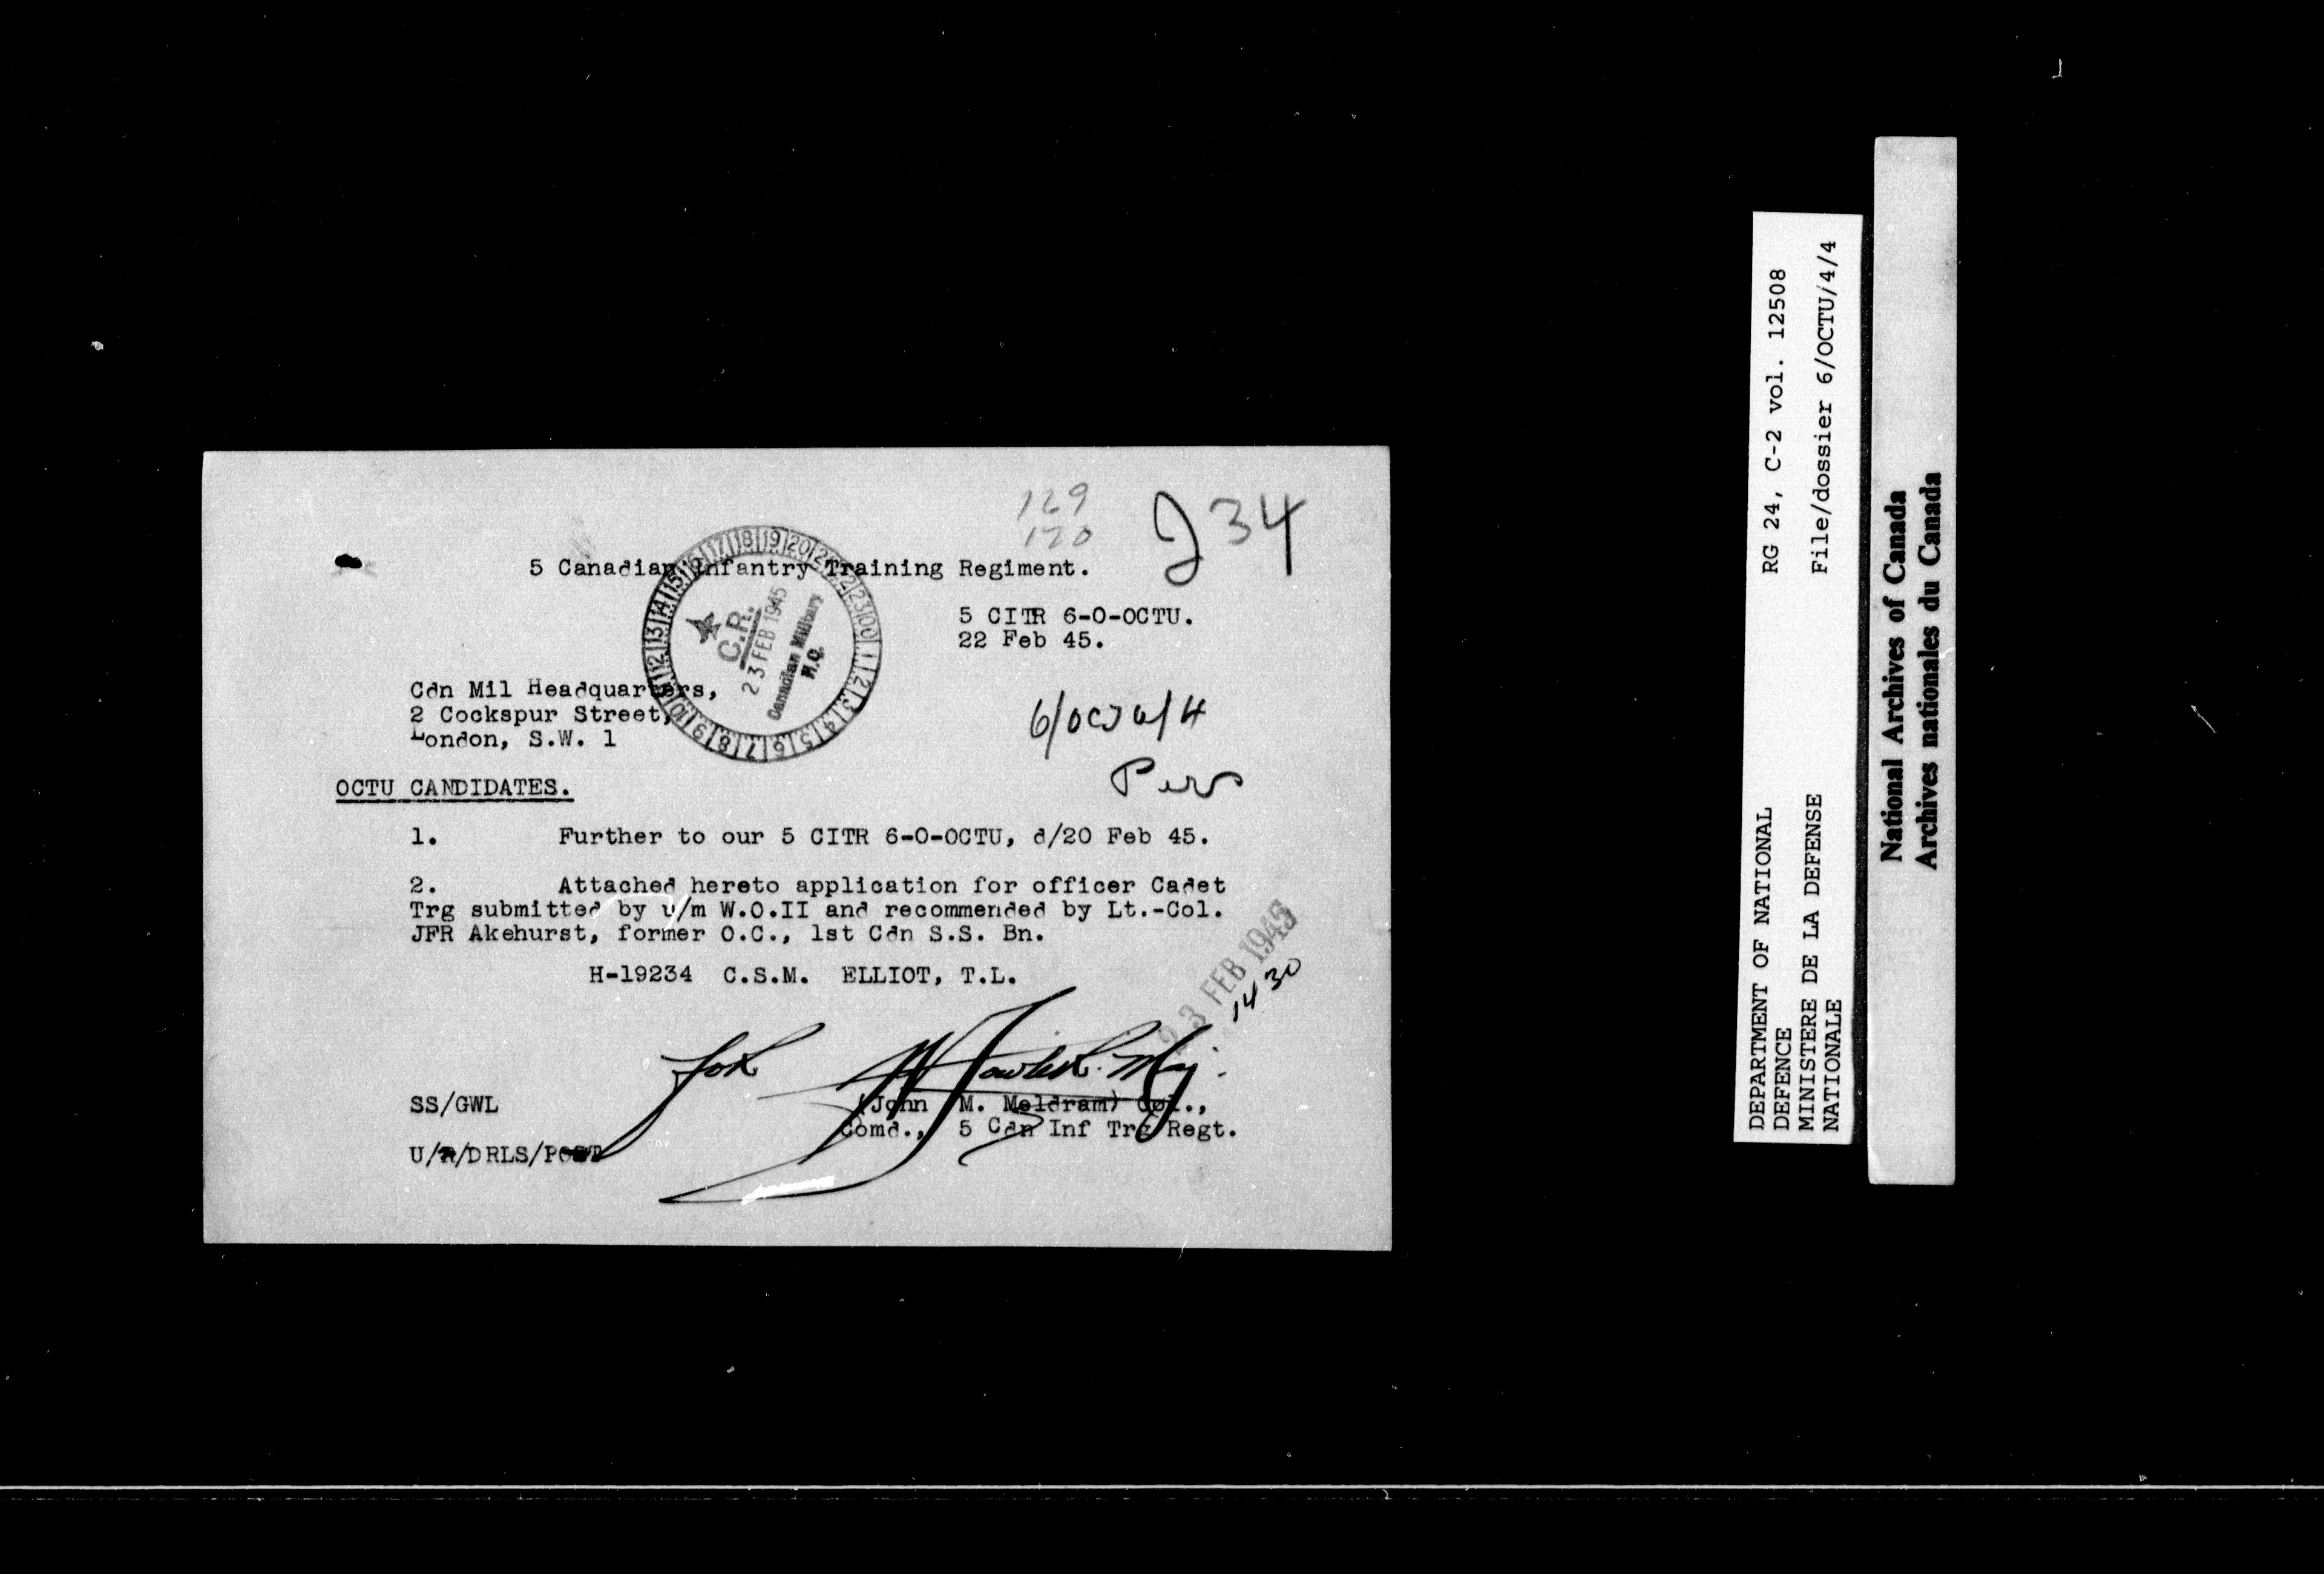 129
120
J 34
5 Canadian Infantry Training Regiment.
5 CITR 6-0-OCTU.
22 Feb 45.
C.R.
23 FEB 1945
Canadian Military
H.Q.
Cdn Mil Headquarters,
2 Cockspur Street,
London, S.W. 1
6/OCTU/4
Per
OCTU CANDIDATES.
1. Further to our 5 CITR 6-0-OCTU, d/20 Feb 45.
2. Attached hereto application for officer Cadet
Trg submitted by u/m W.O.II and recommended by Lt.-Col.
JFR Akehurst, former O.C., 1st Cdn S.S. Bn.
H-19234 C.S.M. ELLIOT, T.L.
23 FEB 1945
1430
for Maj.
SS/GWL
(John M. Meldram) Col.,
Comd., 5 Cdn Inf Trg Regt.
U/R/DRLS/POST
DEPARTMENT OF NATIONAL
DEFENCE
MINISTERE DE LA DEFENSE
NATIONALE
RG 24, C-2 vol. 12508
File/dossier 6/OCTU/4/4
National Archives of Canada
Archives nationales du Canada